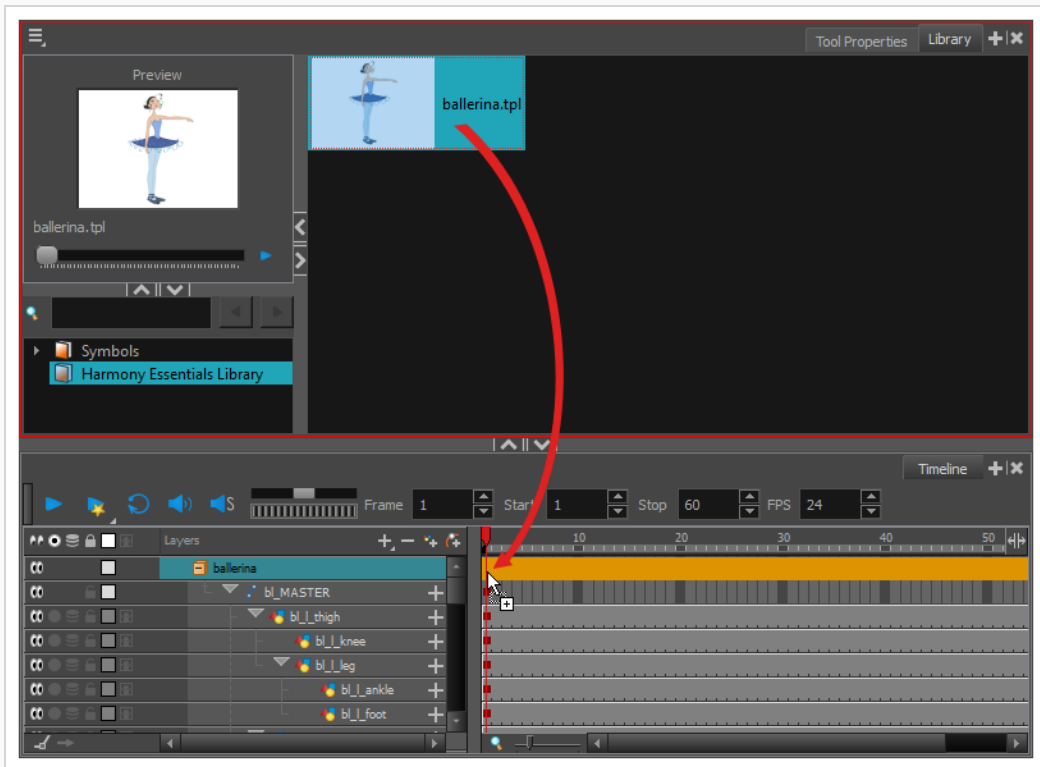 Tool Properties Library
Preview
ballerina.tpl
ballerina.tpl
Symbols
Harmony Essentials Library
Timeline
S Frame 1 Start 1 Stop 60 FPS 24
Layers 10 20 30 40 50
ballerina
bl_MASTER
bl_l_thigh
bl_l_knee
bl_l_leg
bl_l_ankle
bl_l_foot